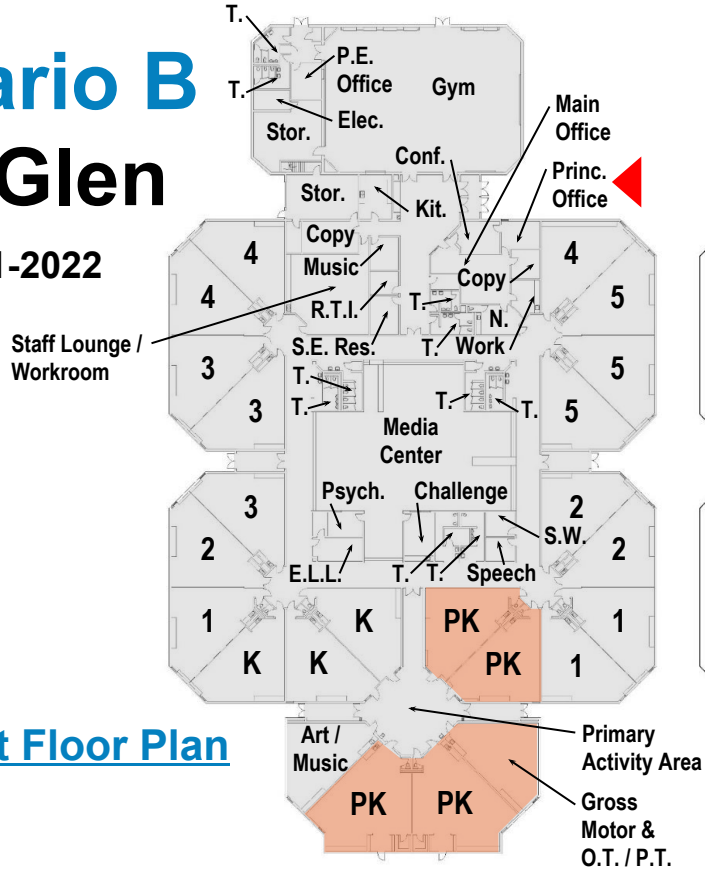 ario B
Glen
1-2022
t Floor Plan
T.
T.
P.E.
Office
Gym
Elec.
Stor.
Main
Office
Conf.
Princ.
Office
Stor.
Kit.
Copy
Music
R.T.I.
S.E. Res.
Staff Lounge /
Workroom
Copy
T.
N.
T.
Work
4
4
3
3
4
5
5
5
T.
T.
T.
T.
Media
Center
Psych.
Challenge
S.W.
E.L.L.
T.
T.
Speech
3
2
1
K
K
K
2
2
1
1
PK
PK
Art /
Music
PK
PK
Primary
Activity Area
Gross
Motor &
O.T. / P.T.